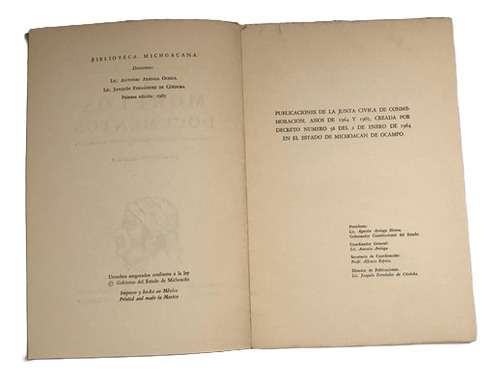 BIBLIOTECA MICHOACANA
Directores:
Lic. Antonio Arriaga Ochoa
Lic. Joaquín Fernández de Córdoba
Primera edición: 1965
Derechos asegurados conforme a la ley
© Gobierno del Estado de Michoacán
Impreso y hecho en México
Printed and made in Mexico
PUBLICACIONES DE LA JUNTA CIVICA DE CONME-
MORACION, AÑOS DE 1964 Y 1965, CREADA POR
DECRETO NUMERO 58 DEL 2 DE ENERO DE 1964
EN EL ESTADO DE MICHOACAN DE OCAMPO.
Presidente:
Lic. Agustín Arriaga Rivera.
Gobernador Constitucional del Estado.
Coordinador General:
Lic. Antonio Arriaga.
Secretario de Coordinación:
Profr. Alfonso Espitia.
Director de Publicaciones:
Lic. Joaquín Fernández de Córdoba.